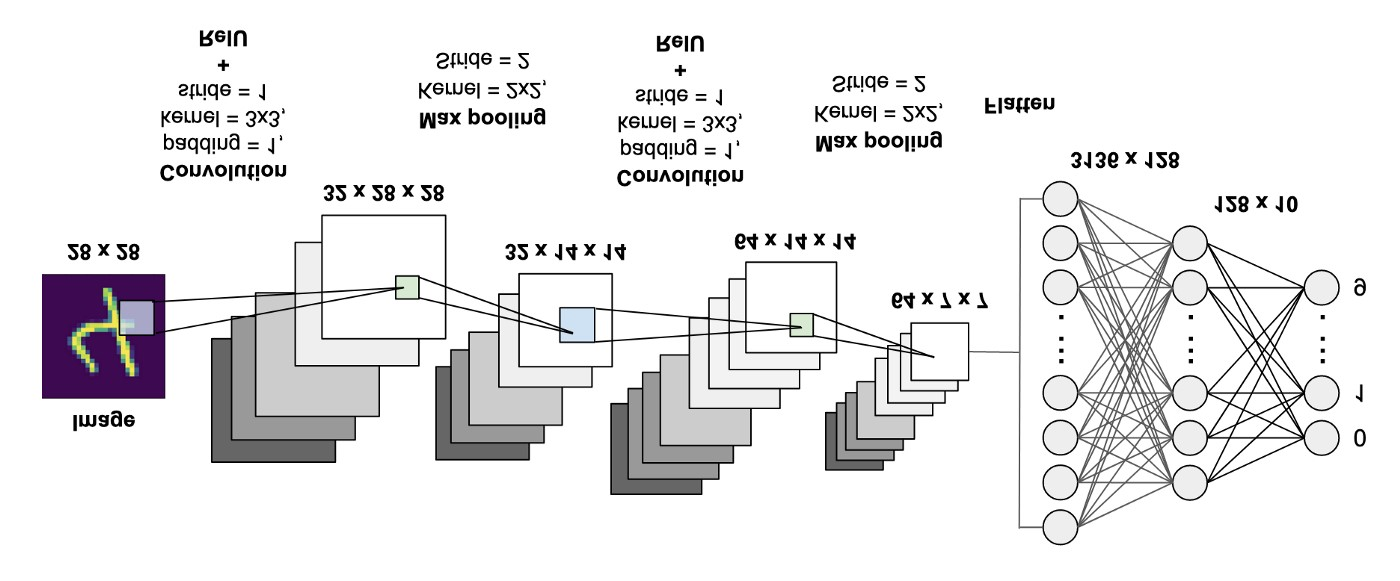 Image
28 x 28
Convolution
padding = 1,
kernel = 3x3,
stride = 1
+
RelU
32 x 28 x 28
Max pooling
Kernel = 2x2,
Stride = 2
32 x 14 x 14
Convolution
padding = 1,
kernel = 3x3,
stride = 1
+
RelU
64 x 14 x 14
Max pooling
Kernel = 2x2,
Stride = 2
64 x 7 x 7
Flatten
3136 x 128
128 x 10
0
1
9